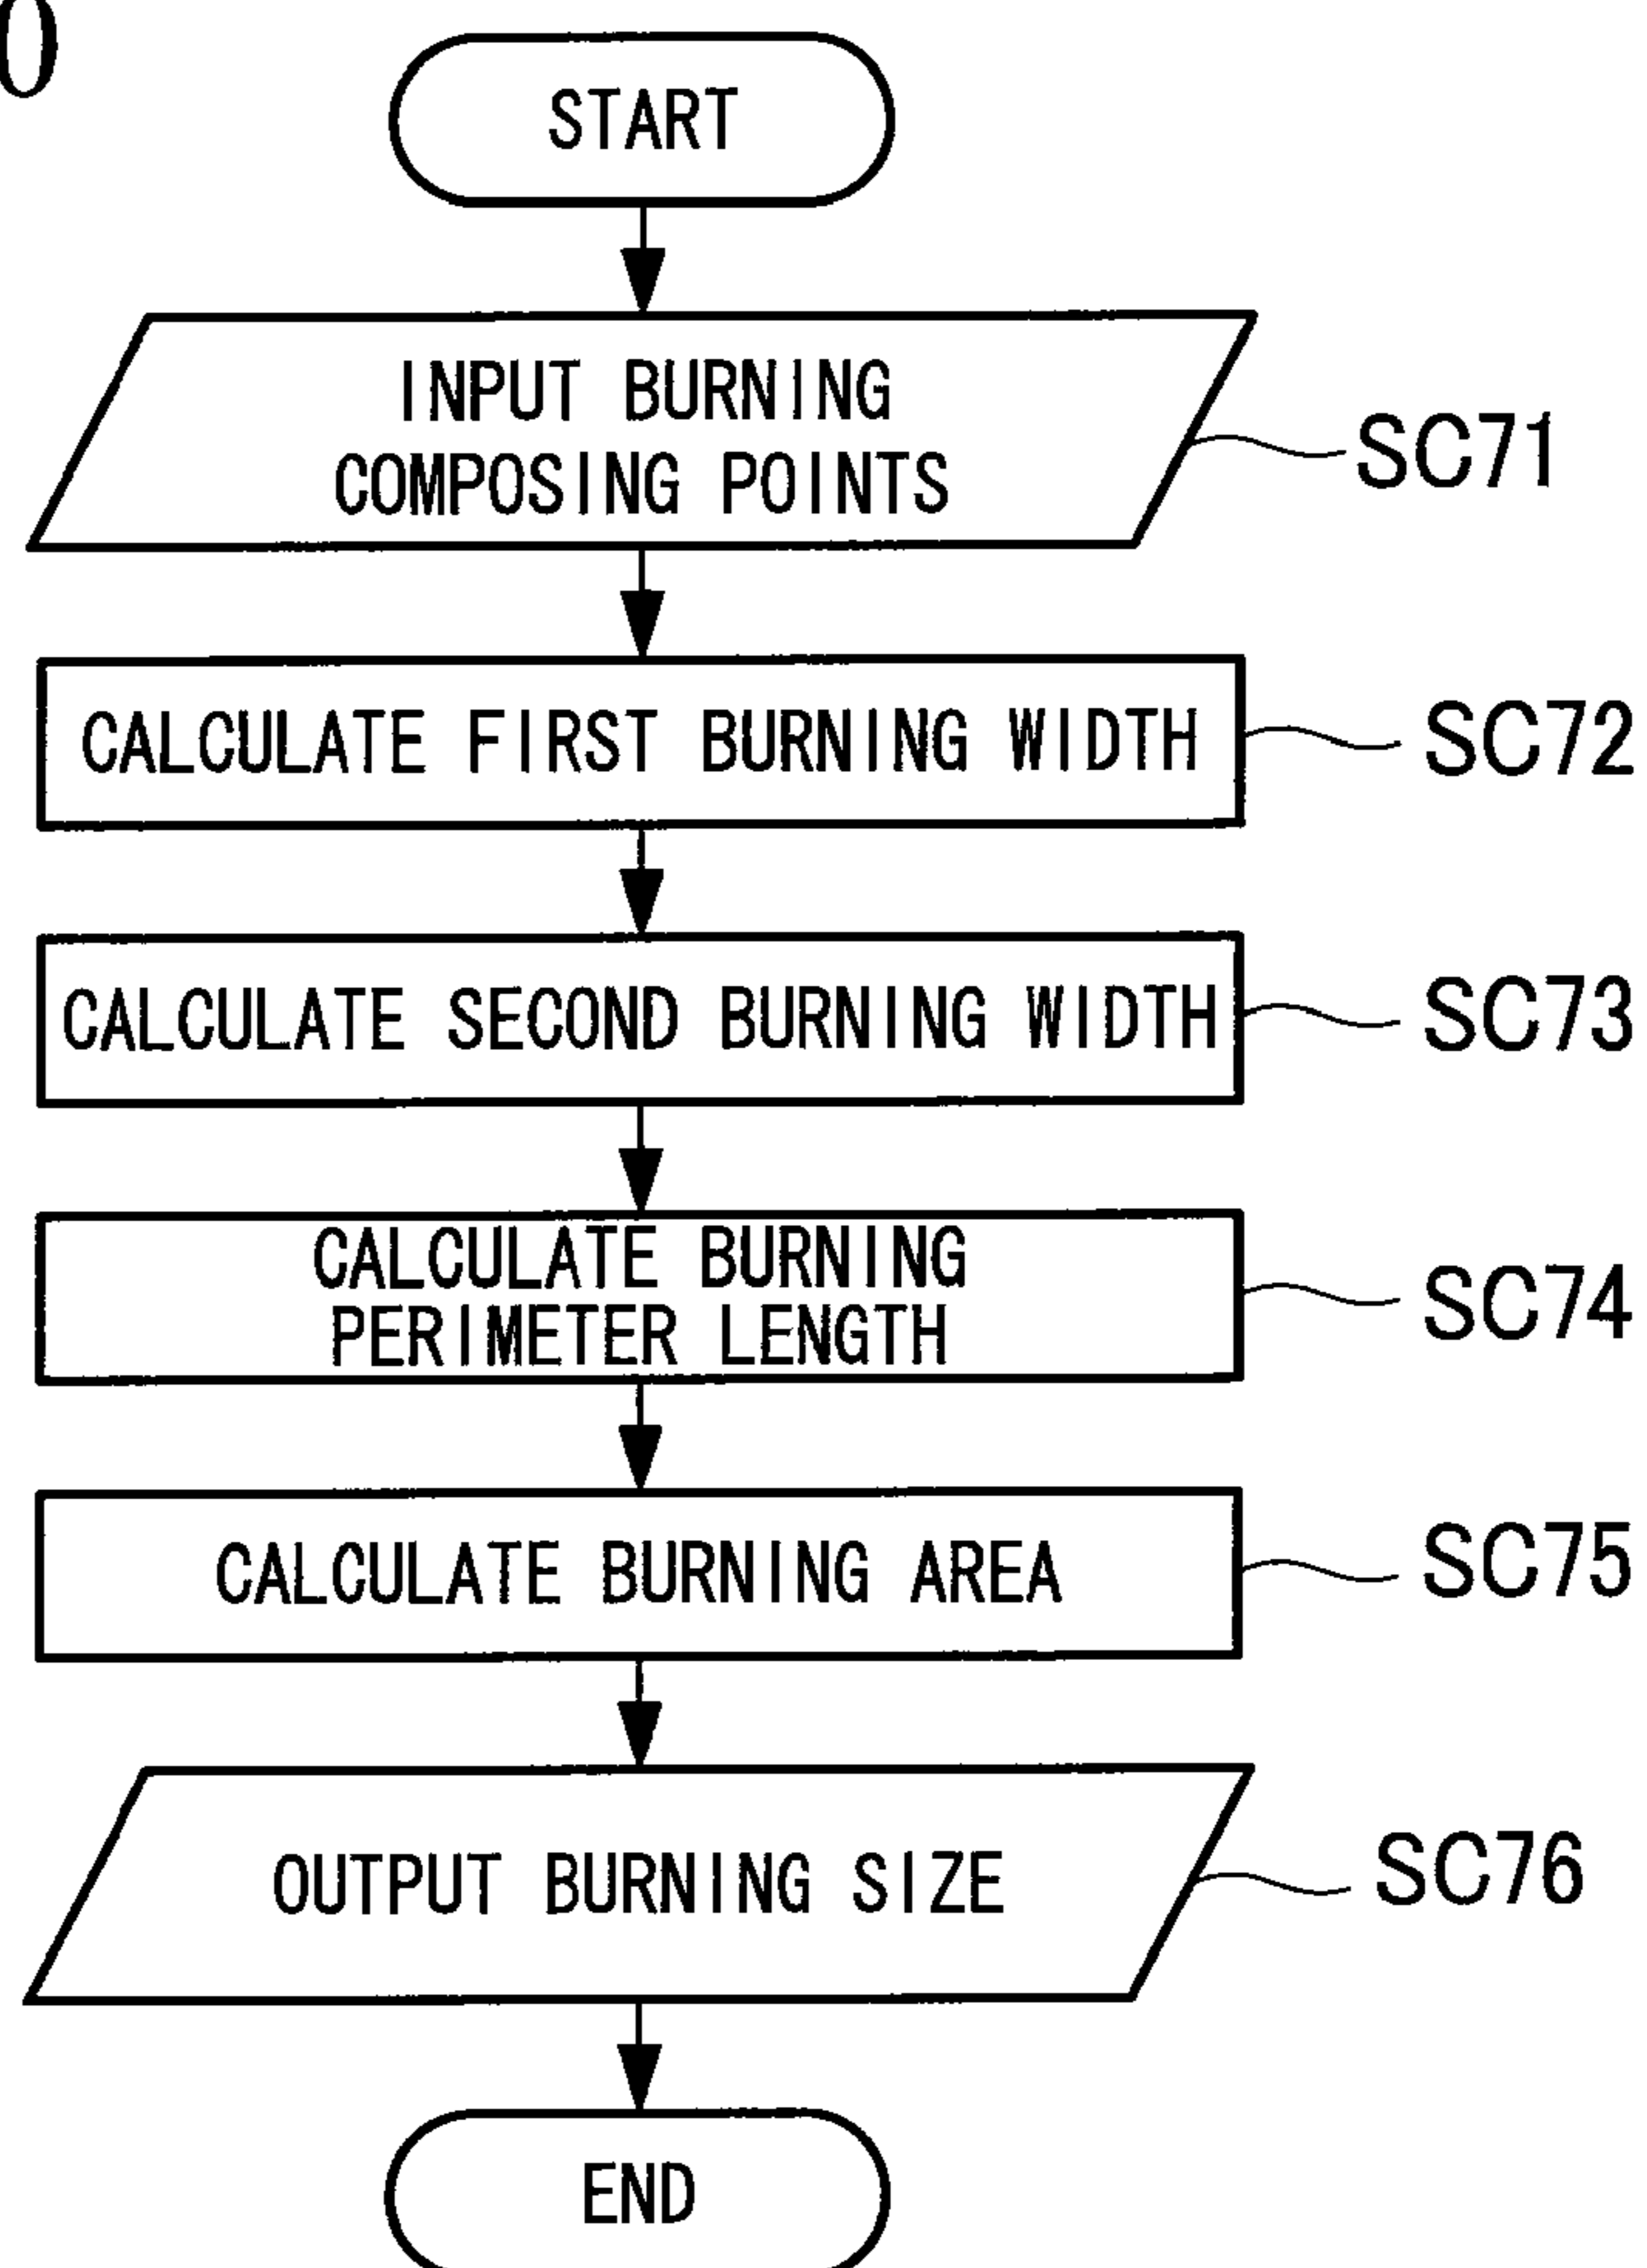 0
START
INPUT BURNING
COMPOSING POINTS
SC71
CALCULATE FIRST BURNING WIDTH
SC72
CALCULATE SECOND BURNING WIDTH
SC73
CALCULATE BURNING
PERIMETER LENGTH
SC74
CALCULATE BURNING AREA
SC75
OUTPUT BURNING SIZE
SC76
END